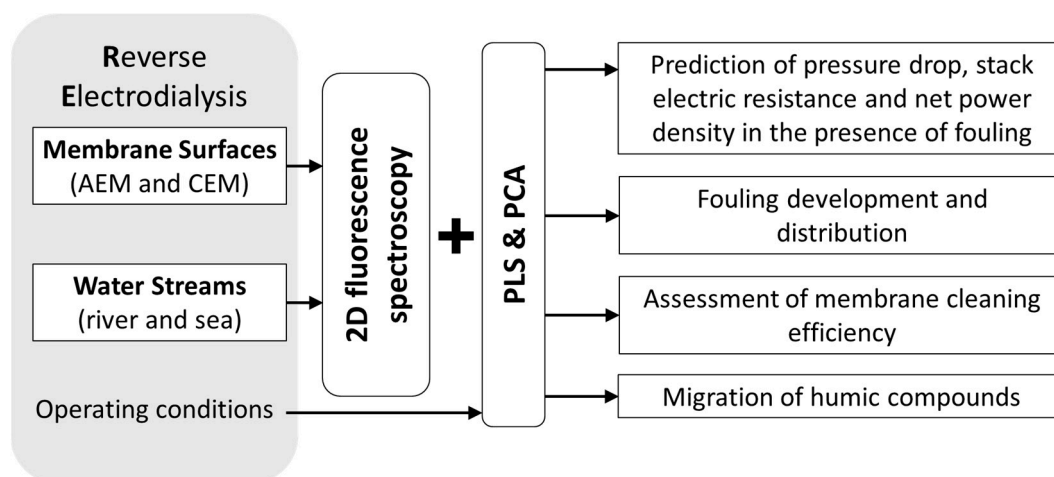 Reverse
Electrodialysis
Membrane Surfaces
(AEM and CEM)
Water Streams
(river and sea)
Operating conditions
2D fluorescence
spectroscopy
+
PLS & PCA
Prediction of pressure drop, stack
electric resistance and net power
density in the presence of fouling
Fouling development and
distribution
Assessment of membrane cleaning
efficiency
Migration of humic compounds